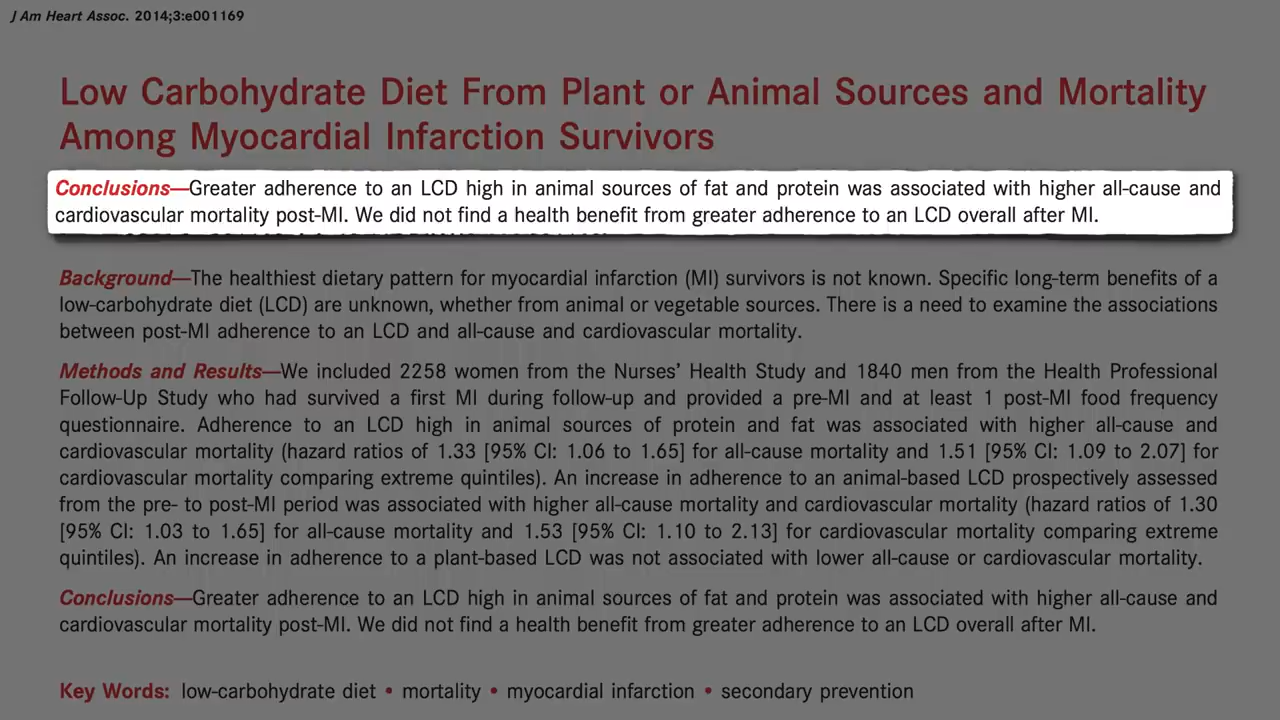 J Am Heart Assoc. 2014;3:e001169
Low Carbohydrate Diet From Plant or Animal Sources and Mortality
Among Myocardial Infarction Survivors
Conclusions—Greater adherence to an LCD high in animal sources of fat and protein was associated with higher all-cause and
cardiovascular mortality post-MI. We did not find a health benefit from greater adherence to an LCD overall after MI.
Background—The healthiest dietary pattern for myocardial infarction (MI) survivors is not known. Specific long-term benefits of a
low-carbohydrate diet (LCD) are unknown, whether from animal or vegetable sources. There is a need to examine the associations
between post-MI adherence to an LCD and all-cause and cardiovascular mortality.
Methods and Results—We included 2258 women from the Nurses' Health Study and 1840 men from the Health Professional
Follow-Up Study who had survived a first MI during follow-up and provided a pre-MI and at least 1 post-MI food frequency
questionnaire. Adherence to an LCD high in animal sources of protein and fat was associated with higher all-cause and
cardiovascular mortality (hazard ratios of 1.33 [95% CI: 1.06 to 1.65] for all-cause mortality and 1.51 [95% CI: 1.09 to 2.07] for
cardiovascular mortality comparing extreme quintiles). An increase in adherence to an animal-based LCD prospectively assessed
from the pre- to post-MI period was associated with higher all-cause mortality and cardiovascular mortality (hazard ratios of 1.30
[95% CI: 1.03 to 1.65] for all-cause mortality and 1.53 [95% CI: 1.10 to 2.13] for cardiovascular mortality comparing extreme
quintiles). An increase in adherence to a plant-based LCD was not associated with lower all-cause or cardiovascular mortality.
Conclusions—Greater adherence to an LCD high in animal sources of fat and protein was associated with higher all-cause and
cardiovascular mortality post-MI. We did not find a health benefit from greater adherence to an LCD overall after MI.
Key Words: low-carbohydrate diet • mortality • myocardial infarction • secondary prevention